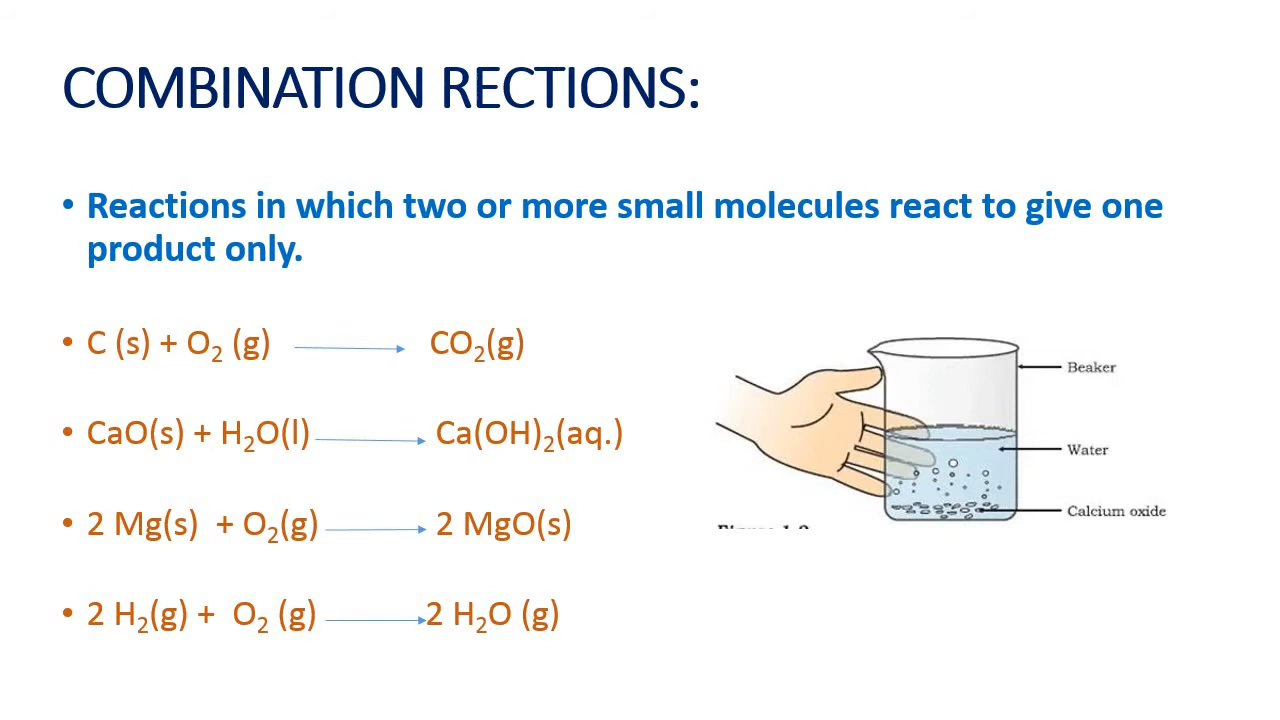 COMBINATION RECTIONS:
• Reactions in which two or more small molecules react to give one
product only.
• C (s) + O₂ (g) ⟶ CO₂(g)
• CaO(s) + H₂O(l) ⟶ Ca(OH)₂(aq.)
• 2 Mg(s) + O₂(g) ⟶ 2 MgO(s)
• 2 H₂(g) + O₂ (g) ⟶ 2 H₂O (g)
Beaker
Water
Calcium oxide